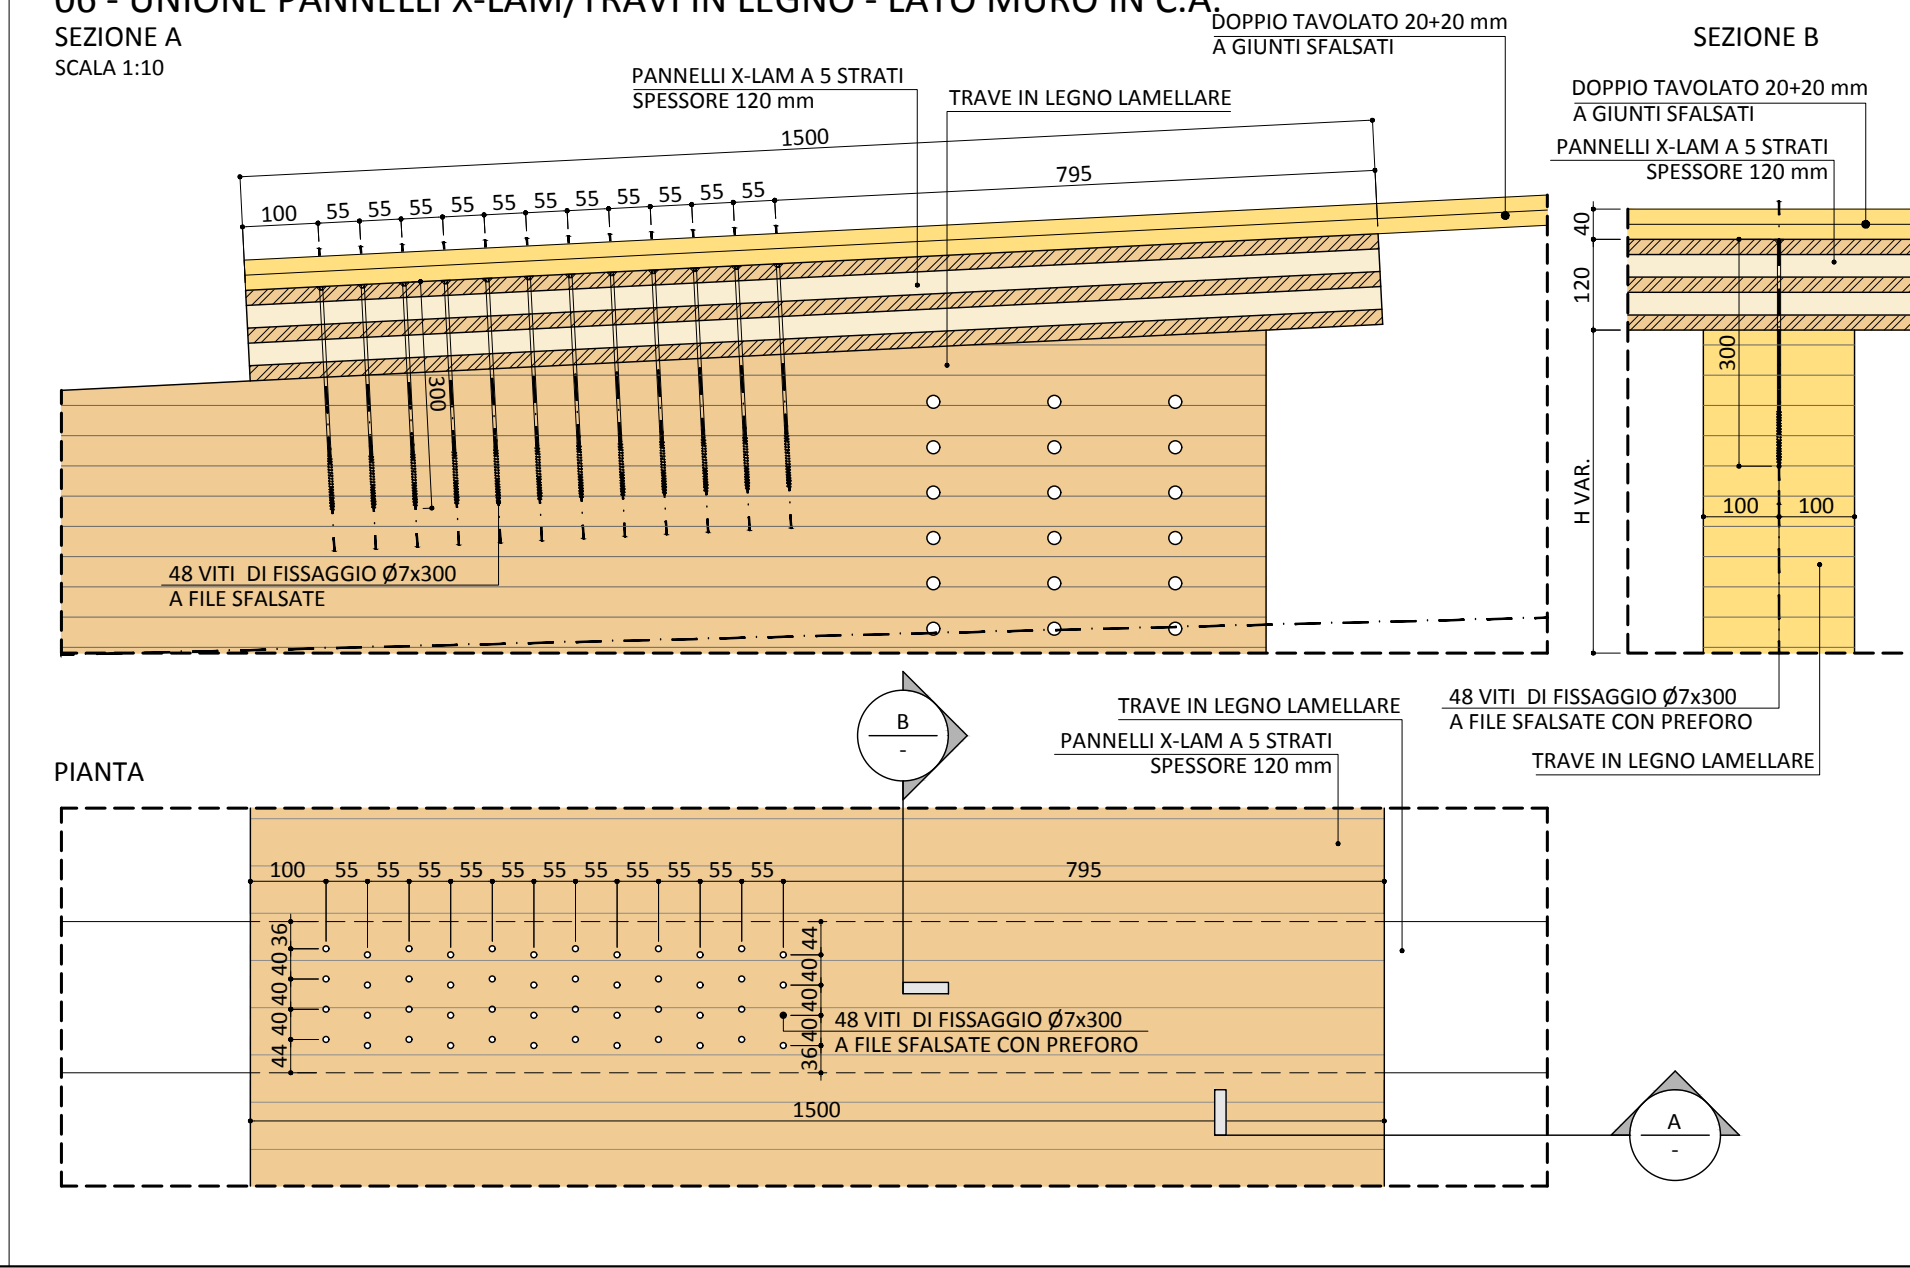 06 - UNIONE PANNELLI X-LAM/TRAVI IN LEGNO - LATO MURO IN C.A.
SEZIONE A
SCALA 1:10
DOPPIO TAVOLATO 20+20 mm
A GIUNTI SFALSATI
PANNELLI X-LAM A 5 STRATI
SPESSORE 120 mm
TRAVE IN LEGNO LAMELLARE
1500
795
100 55 55 55 55 55 55 55 55 55 55 55
300
48 VITI  DI FISSAGGIO Ø7x300
A FILE SFALSATE
SEZIONE B
DOPPIO TAVOLATO 20+20 mm
A GIUNTI SFALSATI
PANNELLI X-LAM A 5 STRATI
SPESSORE 120 mm
40
120
300
H VAR.
100 100
48 VITI  DI FISSAGGIO Ø7x300
A FILE SFALSATE CON PREFORO
TRAVE IN LEGNO LAMELLARE
B
-
TRAVE IN LEGNO LAMELLARE
PANNELLI X-LAM A 5 STRATI
SPESSORE 120 mm
PIANTA
100 55 55 55 55 55 55 55 55 55 55 55 795
36
40
40
40
44
44
40
40
40
36
48 VITI  DI FISSAGGIO Ø7x300
A FILE SFALSATE CON PREFORO
1500
A
-